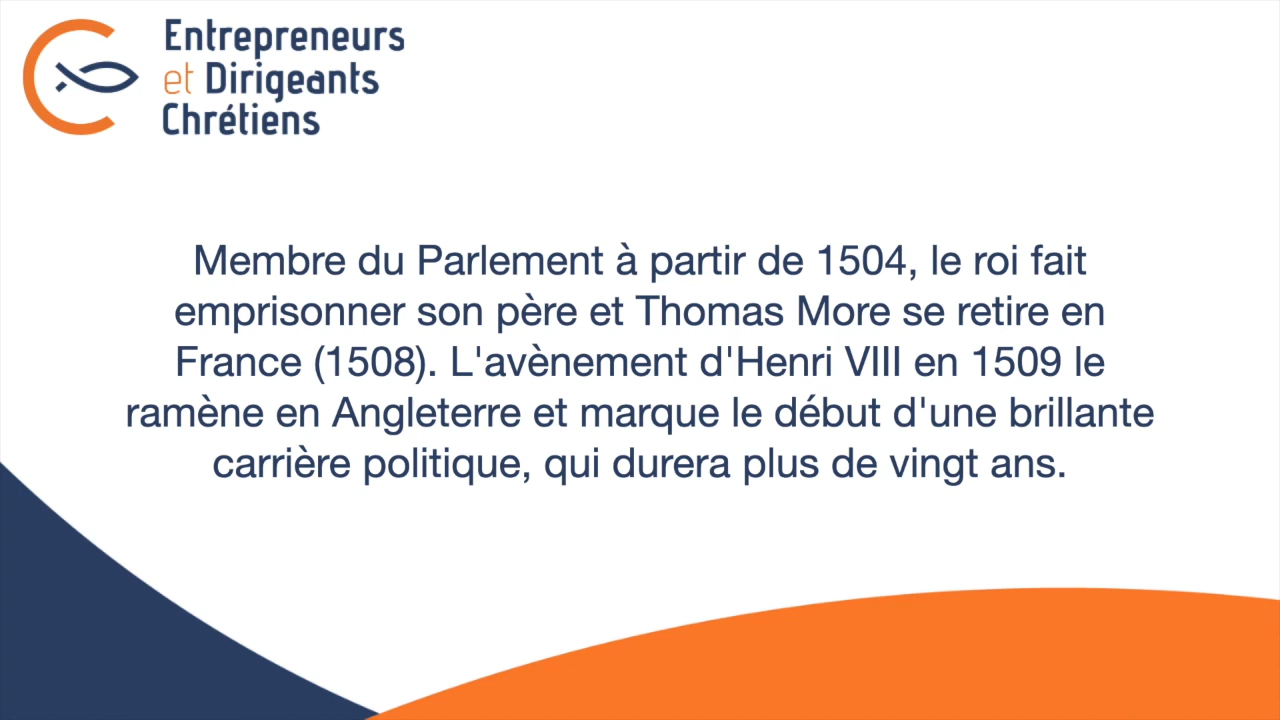 Entrepreneurs
et Dirigeants
Chrétiens
Membre du Parlement à partir de 1504, le roi fait
emprisonner son père et Thomas More se retire en
France (1508). L'avènement d'Henri VIII en 1509 le
ramène en Angleterre et marque le début d'une brillante
carrière politique, qui durera plus de vingt ans.